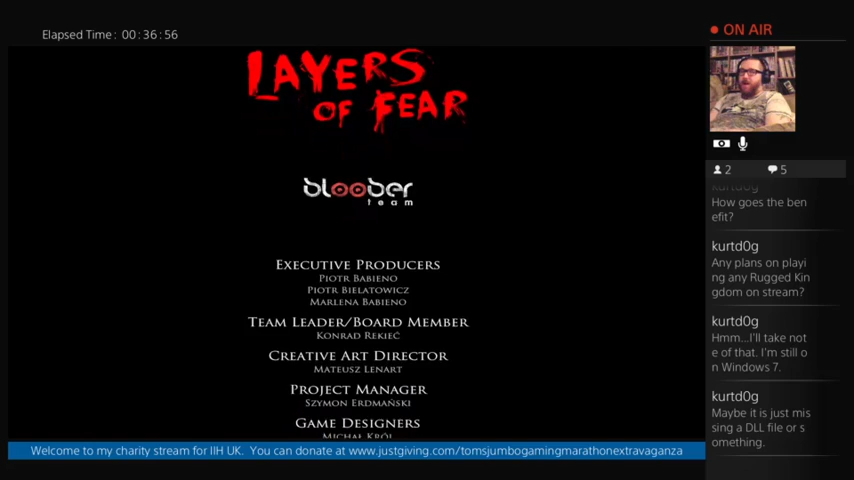 Elapsed Time: 00:36:56
ON AIR
LAYERS
OF FEAR
bloober
team
EXECUTIVE PRODUCERS
PIOTR BABIENO
PIOTR BIELATOWICZ
MARLENA BABIENO
TEAM LEADER/BOARD MEMBER
KONRAD REKIEĆ
CREATIVE ART DIRECTOR
MATEUSZ LENART
PROJECT MANAGER
SZYMON ERDMAŃSKI
GAME DESIGNERS
MICHAŁ KRÓL
2
5
kurtd0g
How goes the ben
efit?
kurtd0g
Any plans on playi
ng any Rugged Kin
gdom on stream?
kurtd0g
Hmm...I'll take not
e of that. I'm still o
n Windows 7.
kurtd0g
Maybe it is just mis
sing a DLL file or s
omething.
Welcome to my charity stream for IIH UK. You can donate at www.justgiving.com/tomsjumbogamingmarathonextravaganza